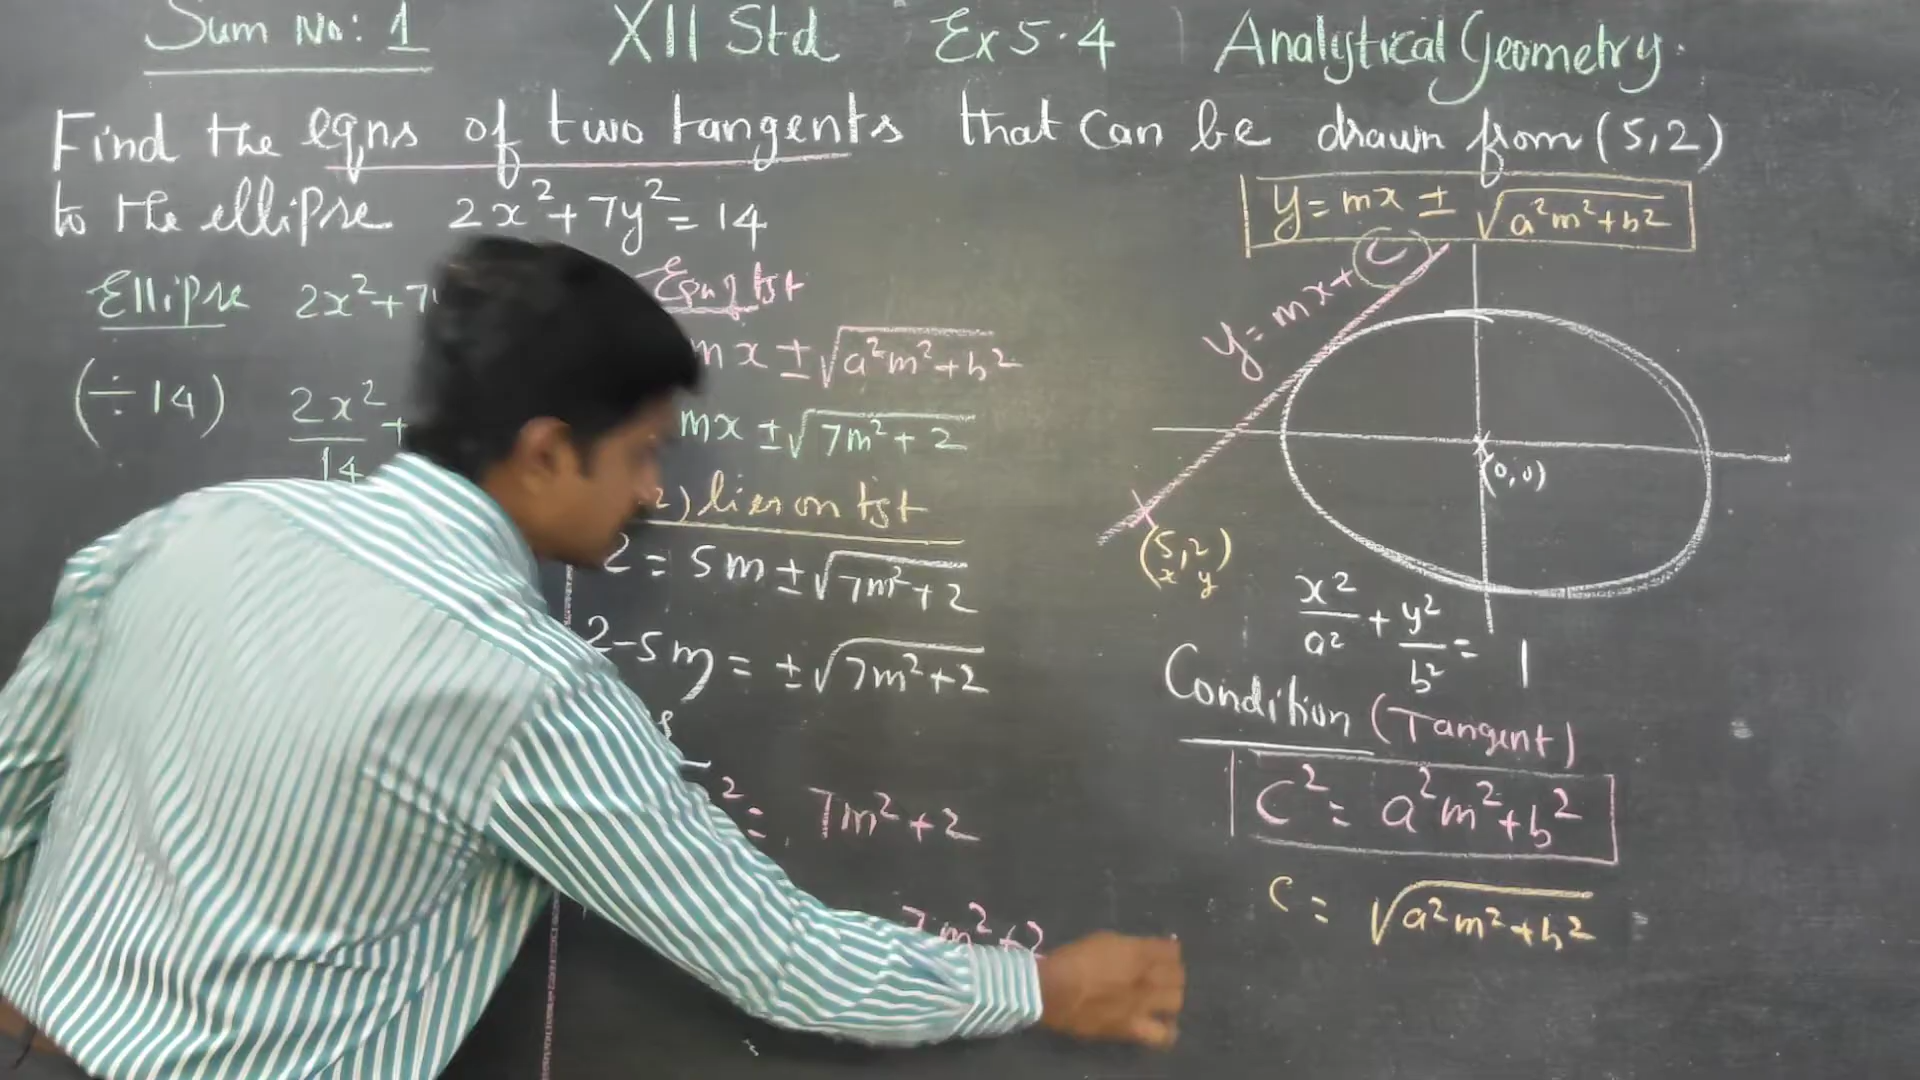 Sum No: 1 XII Std Ex 5.4 Analytical Geometry.
Find the eqns of two tangents that can be drawn from (5,2)
to the ellipse 2x²+7y²=14
y=mx ± √a²m²+b²
Ellipse 2x²+7
Eqn of tgt
y=mx+c
mx ± √a²m²+b²
(÷14) 2x²/14 +
mx ± √7m²+2
(0,0)
2) lies on tgt
(5,2)
x y
2 = 5m ± √7m²+2
x²/a² + y²/b² = 1
2-5m = ± √7m²+2
Condition (Tangent)
² = 7m²+2
C² = a²m²+b²
7m²+2
C = √a²m²+b²